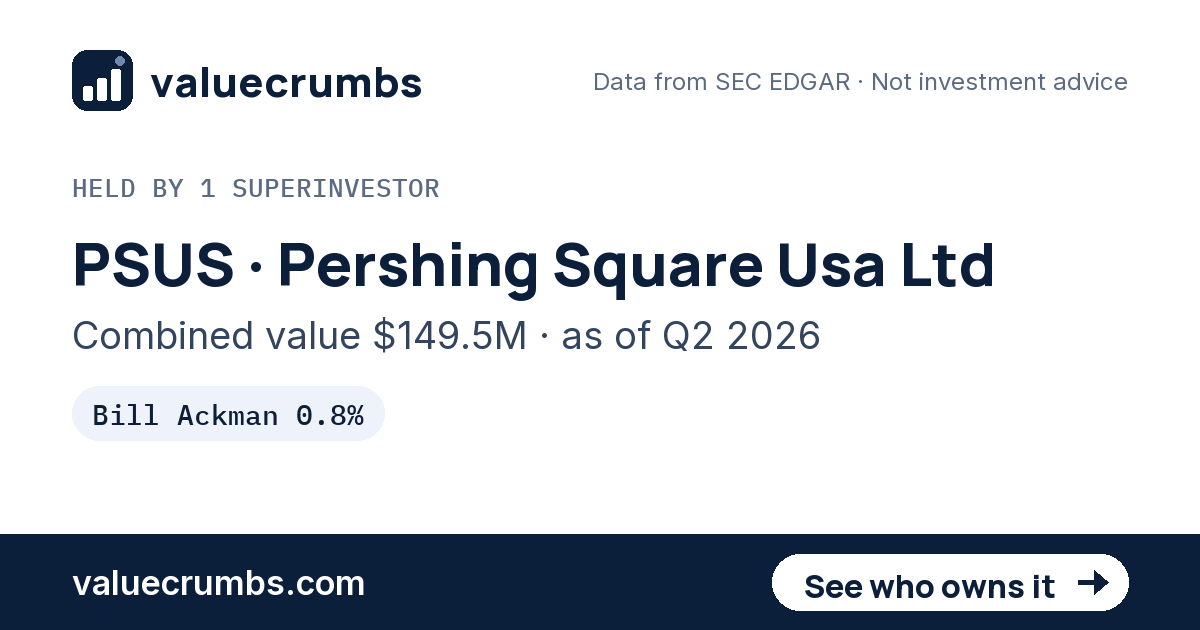 valuecrumbs
Data from SEC EDGAR · Not investment advice
HELD BY 1 SUPERINVESTOR
PSUS · Pershing Square Usa Ltd
Combined value $149.5M · as of Q2 2026
Bill Ackman 0.8%
valuecrumbs.com
See who owns it →